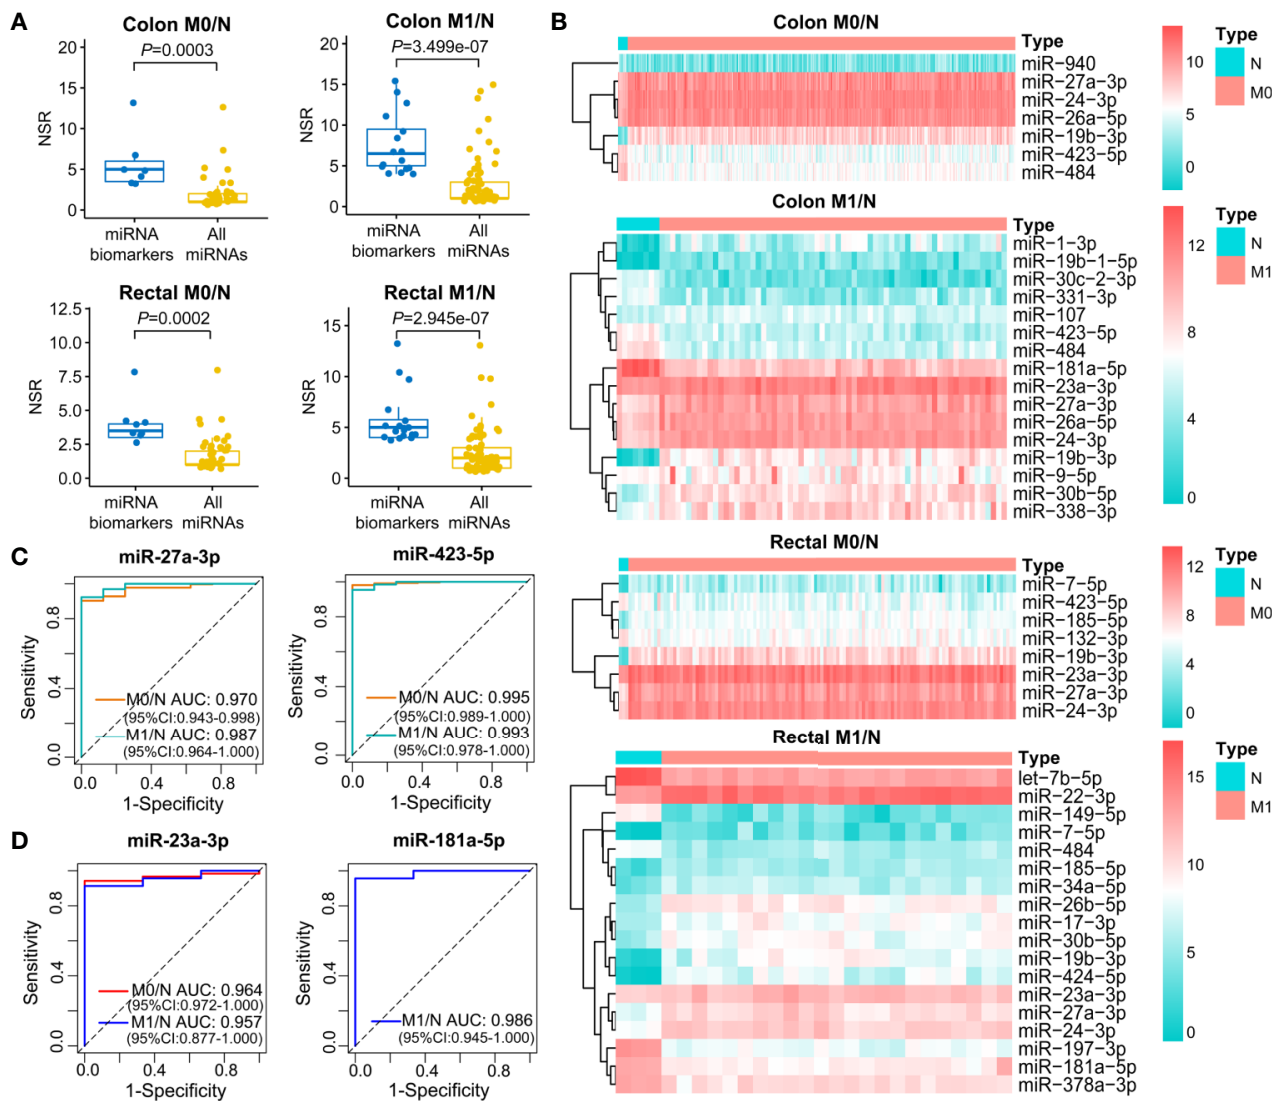 A
Colon M0/N
P=0.0003
NSR
20
15
10
5
0
miRNA
biomarkers
All
miRNAs
Colon M1/N
P=3.499e-07
NSR
20
15
10
5
0
miRNA
biomarkers
All
miRNAs
Rectal M0/N
P=0.0002
NSR
12.5
10.0
7.5
5.0
2.5
0.0
miRNA
biomarkers
All
miRNAs
Rectal M1/N
P=2.945e-07
NSR
15
10
5
0
miRNA
biomarkers
All
miRNAs
B
Colon M0/N
Type
miR-940
miR-27a-3p
miR-24-3p
miR-26a-5p
miR-19b-3p
miR-423-5p
miR-484
10
5
0
Type
N
M0
Colon M1/N
Type
miR-1-3p
miR-19b-1-5p
miR-30c-2-3p
miR-331-3p
miR-107
miR-423-5p
miR-484
miR-181a-5p
miR-23a-3p
miR-27a-3p
miR-26a-5p
miR-24-3p
miR-19b-3p
miR-9-5p
miR-30b-5p
miR-338-3p
12
8
4
0
Type
N
M1
Rectal M0/N
Type
miR-7-5p
miR-423-5p
miR-185-5p
miR-132-3p
miR-19b-3p
miR-23a-3p
miR-27a-3p
miR-24-3p
12
8
4
0
Type
N
M0
Rectal M1/N
Type
let-7b-5p
miR-22-3p
miR-149-5p
miR-7-5p
miR-484
miR-185-5p
miR-34a-5p
miR-26b-5p
miR-17-3p
miR-30b-5p
miR-19b-3p
miR-424-5p
miR-23a-3p
miR-27a-3p
miR-24-3p
miR-197-3p
miR-181a-5p
miR-378a-3p
15
10
5
0
Type
N
M1
C
miR-27a-3p
Sensitivity
0.8
0.4
0.0
M0/N AUC: 0.970
(95%CI:0.943-0.998)
M1/N AUC: 0.987
(95%CI:0.964-1.000)
0.0 0.4 0.8
1-Specificity
miR-423-5p
Sensitivity
0.8
0.4
0.0
M0/N AUC: 0.995
(95%CI:0.989-1.000)
M1/N AUC: 0.993
(95%CI:0.978-1.000)
0.0 0.4 0.8
1-Specificity
D
miR-23a-3p
Sensitivity
0.8
0.4
0.0
M0/N AUC: 0.964
(95%CI:0.972-1.000)
M1/N AUC: 0.957
(95%CI:0.877-1.000)
0.0 0.4 0.8
1-Specificity
miR-181a-5p
Sensitivity
0.8
0.4
0.0
M1/N AUC: 0.986
(95%CI:0.945-1.000)
0.0 0.4 0.8
1-Specificity